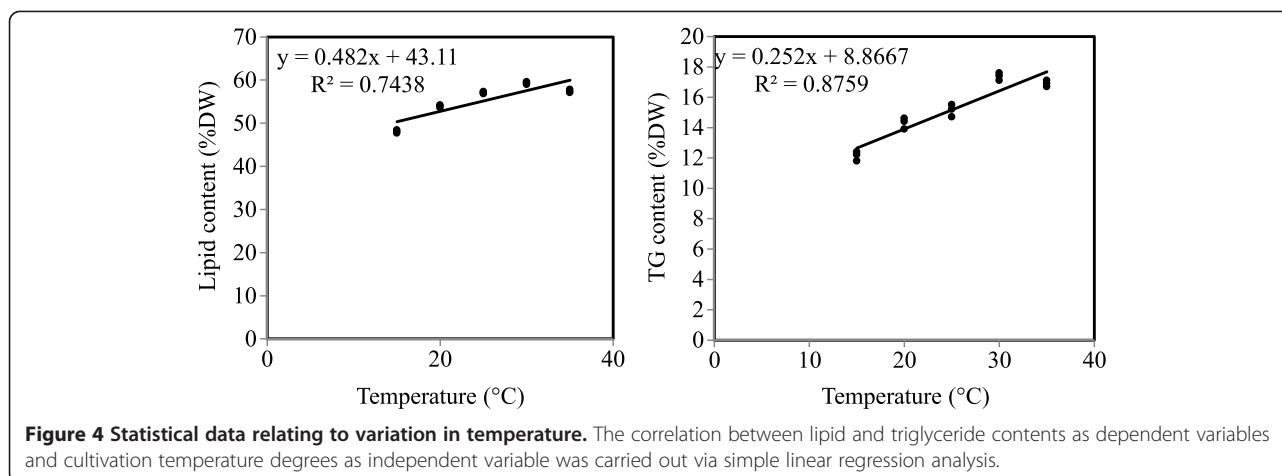 70
60
50
40
30
20
10
0
Lipid content (%DW)
y = 0.482x + 43.11
R² = 0.7438
0 20 40
Temperature (°C)
20
18
16
14
12
10
8
6
4
2
0
TG content (%DW)
y = 0.252x + 8.8667
R² = 0.8759
0 10 20 30 40
Temperature (°C)
Figure 4 Statistical data relating to variation in temperature. The correlation between lipid and triglyceride contents as dependent variables
and cultivation temperature degrees as independent variable was carried out via simple linear regression analysis.